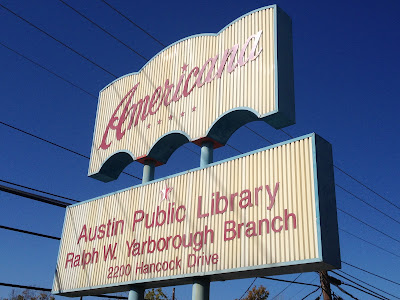 Americana
Austin Public Library
Ralph W. Yarborough Branch
2200 Hancock Drive